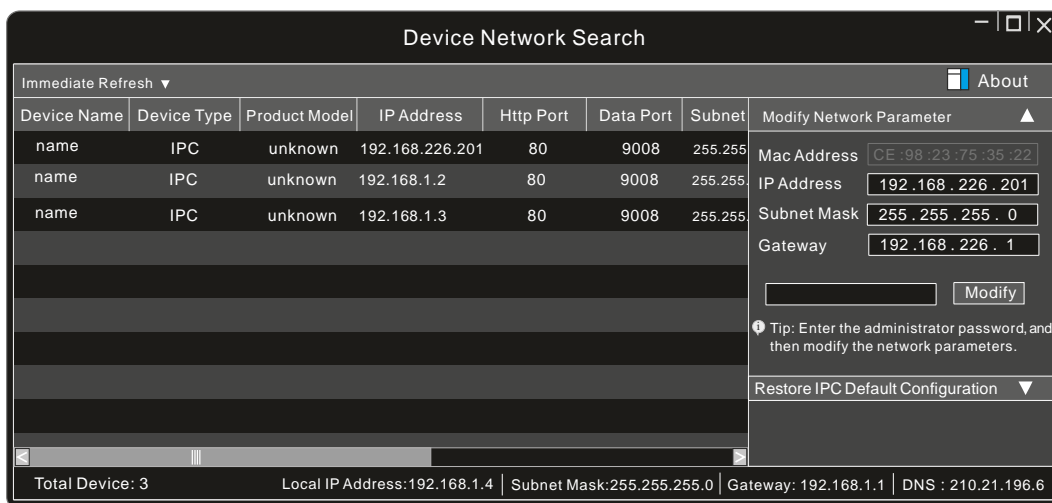 Device Network Search
Immediate Refresh ▼
About
Device Name Device Type Product Model IP Address Http Port Data Port Subnet
name IPC unknown 192.168.226.201 80 9008 255.255
name IPC unknown 192.168.1.2 80 9008 255.255.
name IPC unknown 192.168.1.3 80 9008 255.255.
Modify Network Parameter ▲
Mac Address CE :98 :23 :75 :35 :22
IP Address 192 .168 .226 . 201
Subnet Mask 255 . 255 . 255 . 0
Gateway 192 .168 .226 . 1
Modify
Tip: Enter the administrator password, and
then modify the network parameters.
Restore IPC Default Configuration ▼
Total Device: 3 Local IP Address:192.168.1.4 Subnet Mask:255.255.255.0 Gateway: 192.168.1.1 DNS : 210.21.196.6